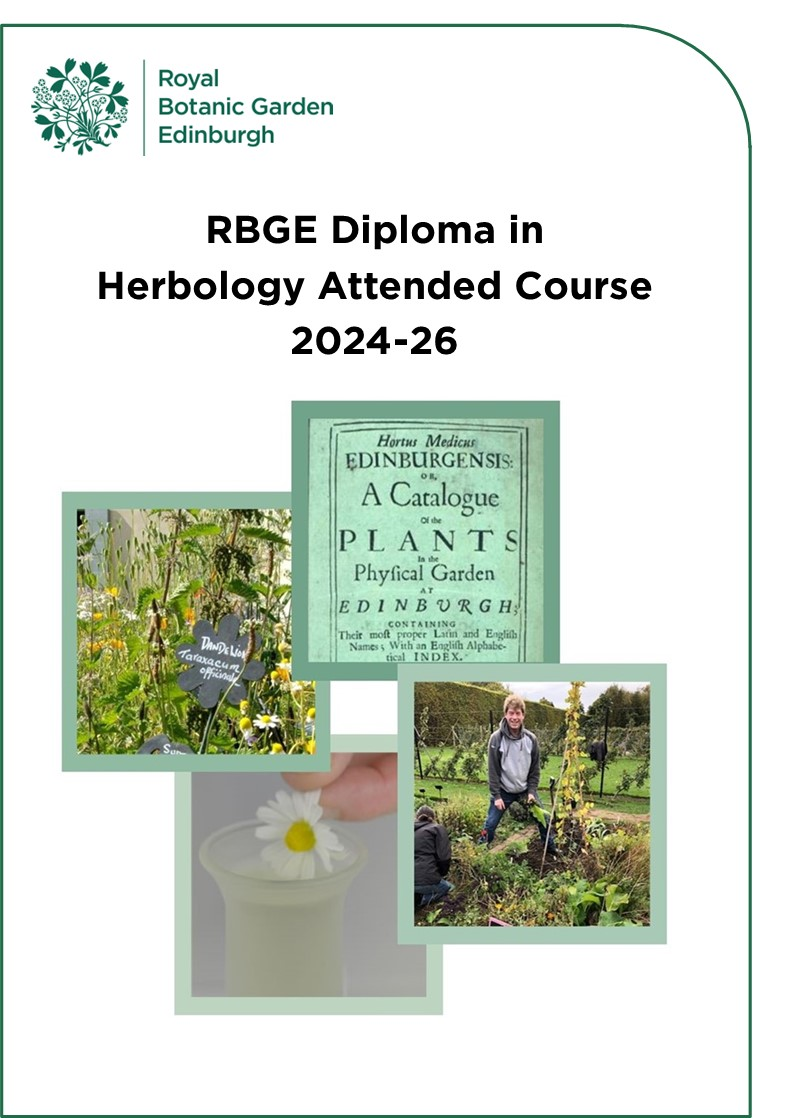 Royal
Botanic Garden
Edinburgh
RBGE Diploma in
Herbology Attended Course
2024-26
Hortus Medicus
EDINBURGENSIS:
OR,
A Catalogue
Of the
PLANTS
In the
Phyſical Garden
AT
EDINBVRGH;
CONTAINING
Their moſt proper Latin and Engliſh
Names; With an Engliſh Alphabe-
tical INDEX.
DANDELION
Taraxacum
officinale